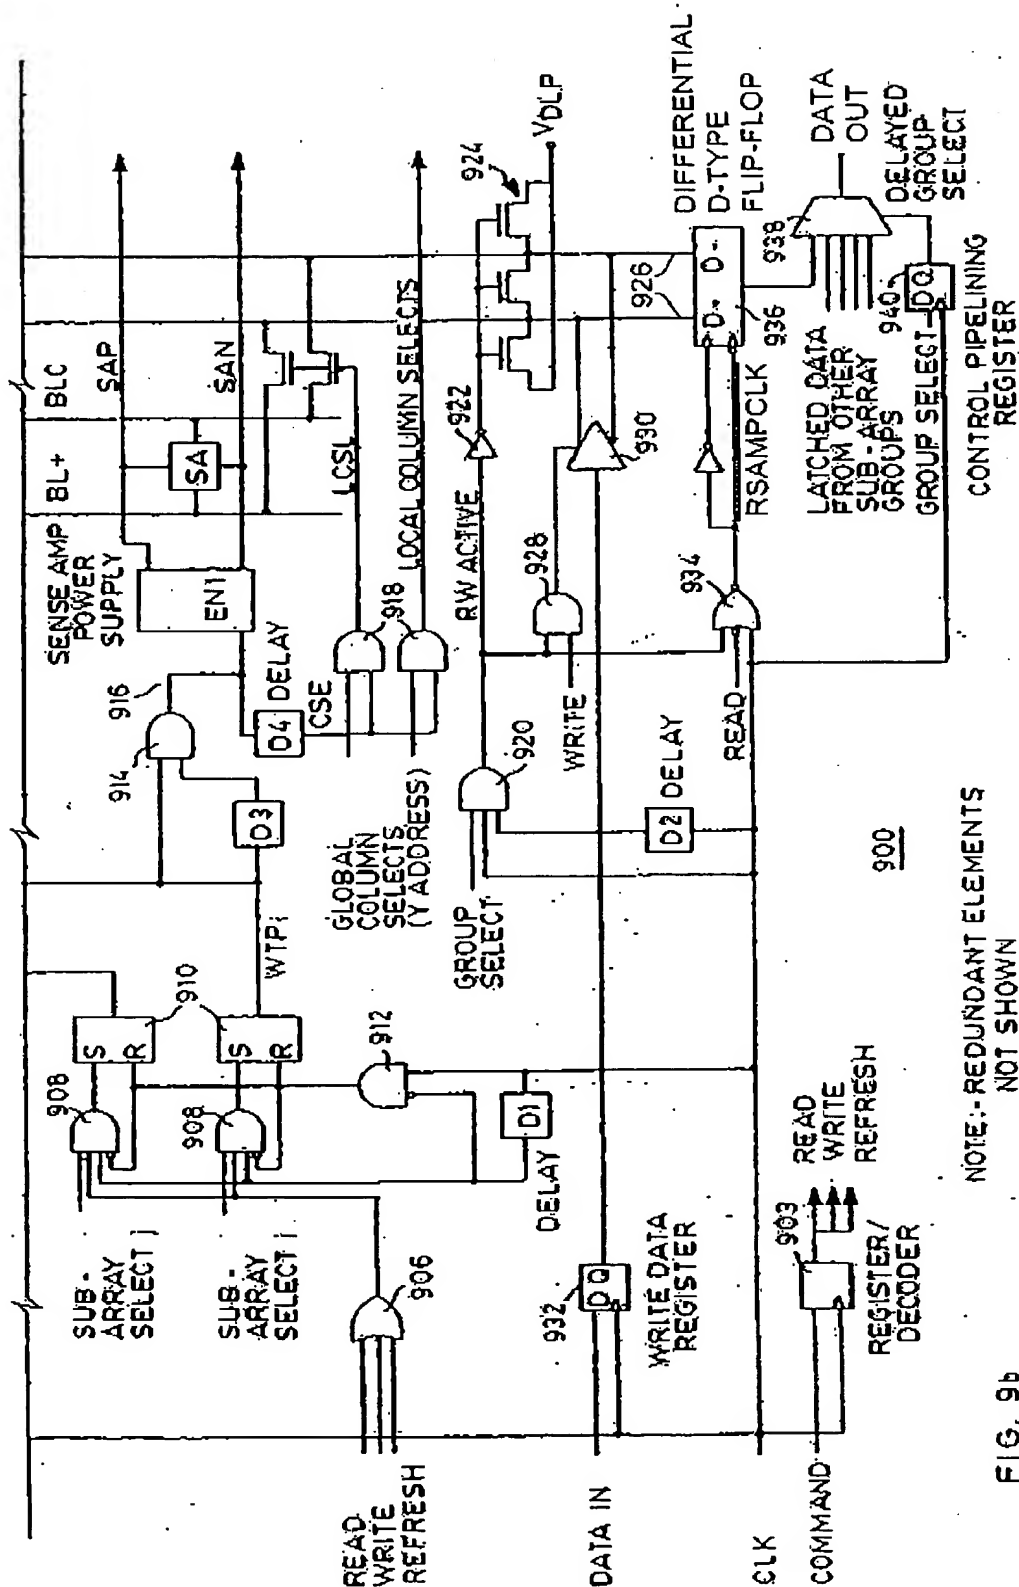 BLC
BL+
SAP
SAN
SA
SENSE AMP
POWER
SUPPLY
EN1
916
914
D3
D4
DELAY
CSE
918
LCSL
LOCAL COLUMN SELECTS
GLOBAL
COLUMN
SELECTS
(Y ADDRESS)
WTPi
910
S
R
S
R
908
908
912
D1
DELAY
SUB-
ARRAY
SELECT j
SUB-
ARRAY
SELECT i
906
READ
WRITE
REFRESH
GROUP
SELECT
920
RW ACTIVE
922
924
VDLP
WRITE
928
930
926
D2
DELAY
READ
934
RSAMPCLK
D+
D-
936
DIFFERENTIAL
D-TYPE
FLIP-FLOP
938
DATA
OUT
LATCHED DATA
FROM OTHER
SUB-ARRAY
GROUPS
GROUP SELECT
940
DQ
DELAYED
GROUP
SELECT
CONTROL PIPELINING
REGISTER
DATA IN
932
DQ
WRITE DATA
REGISTER
CLK
COMMAND
903
REGISTER/
DECODER
READ
WRITE
REFRESH
900
NOTE:- REDUNDANT ELEMENTS
NOT SHOWN
FIG. 9b